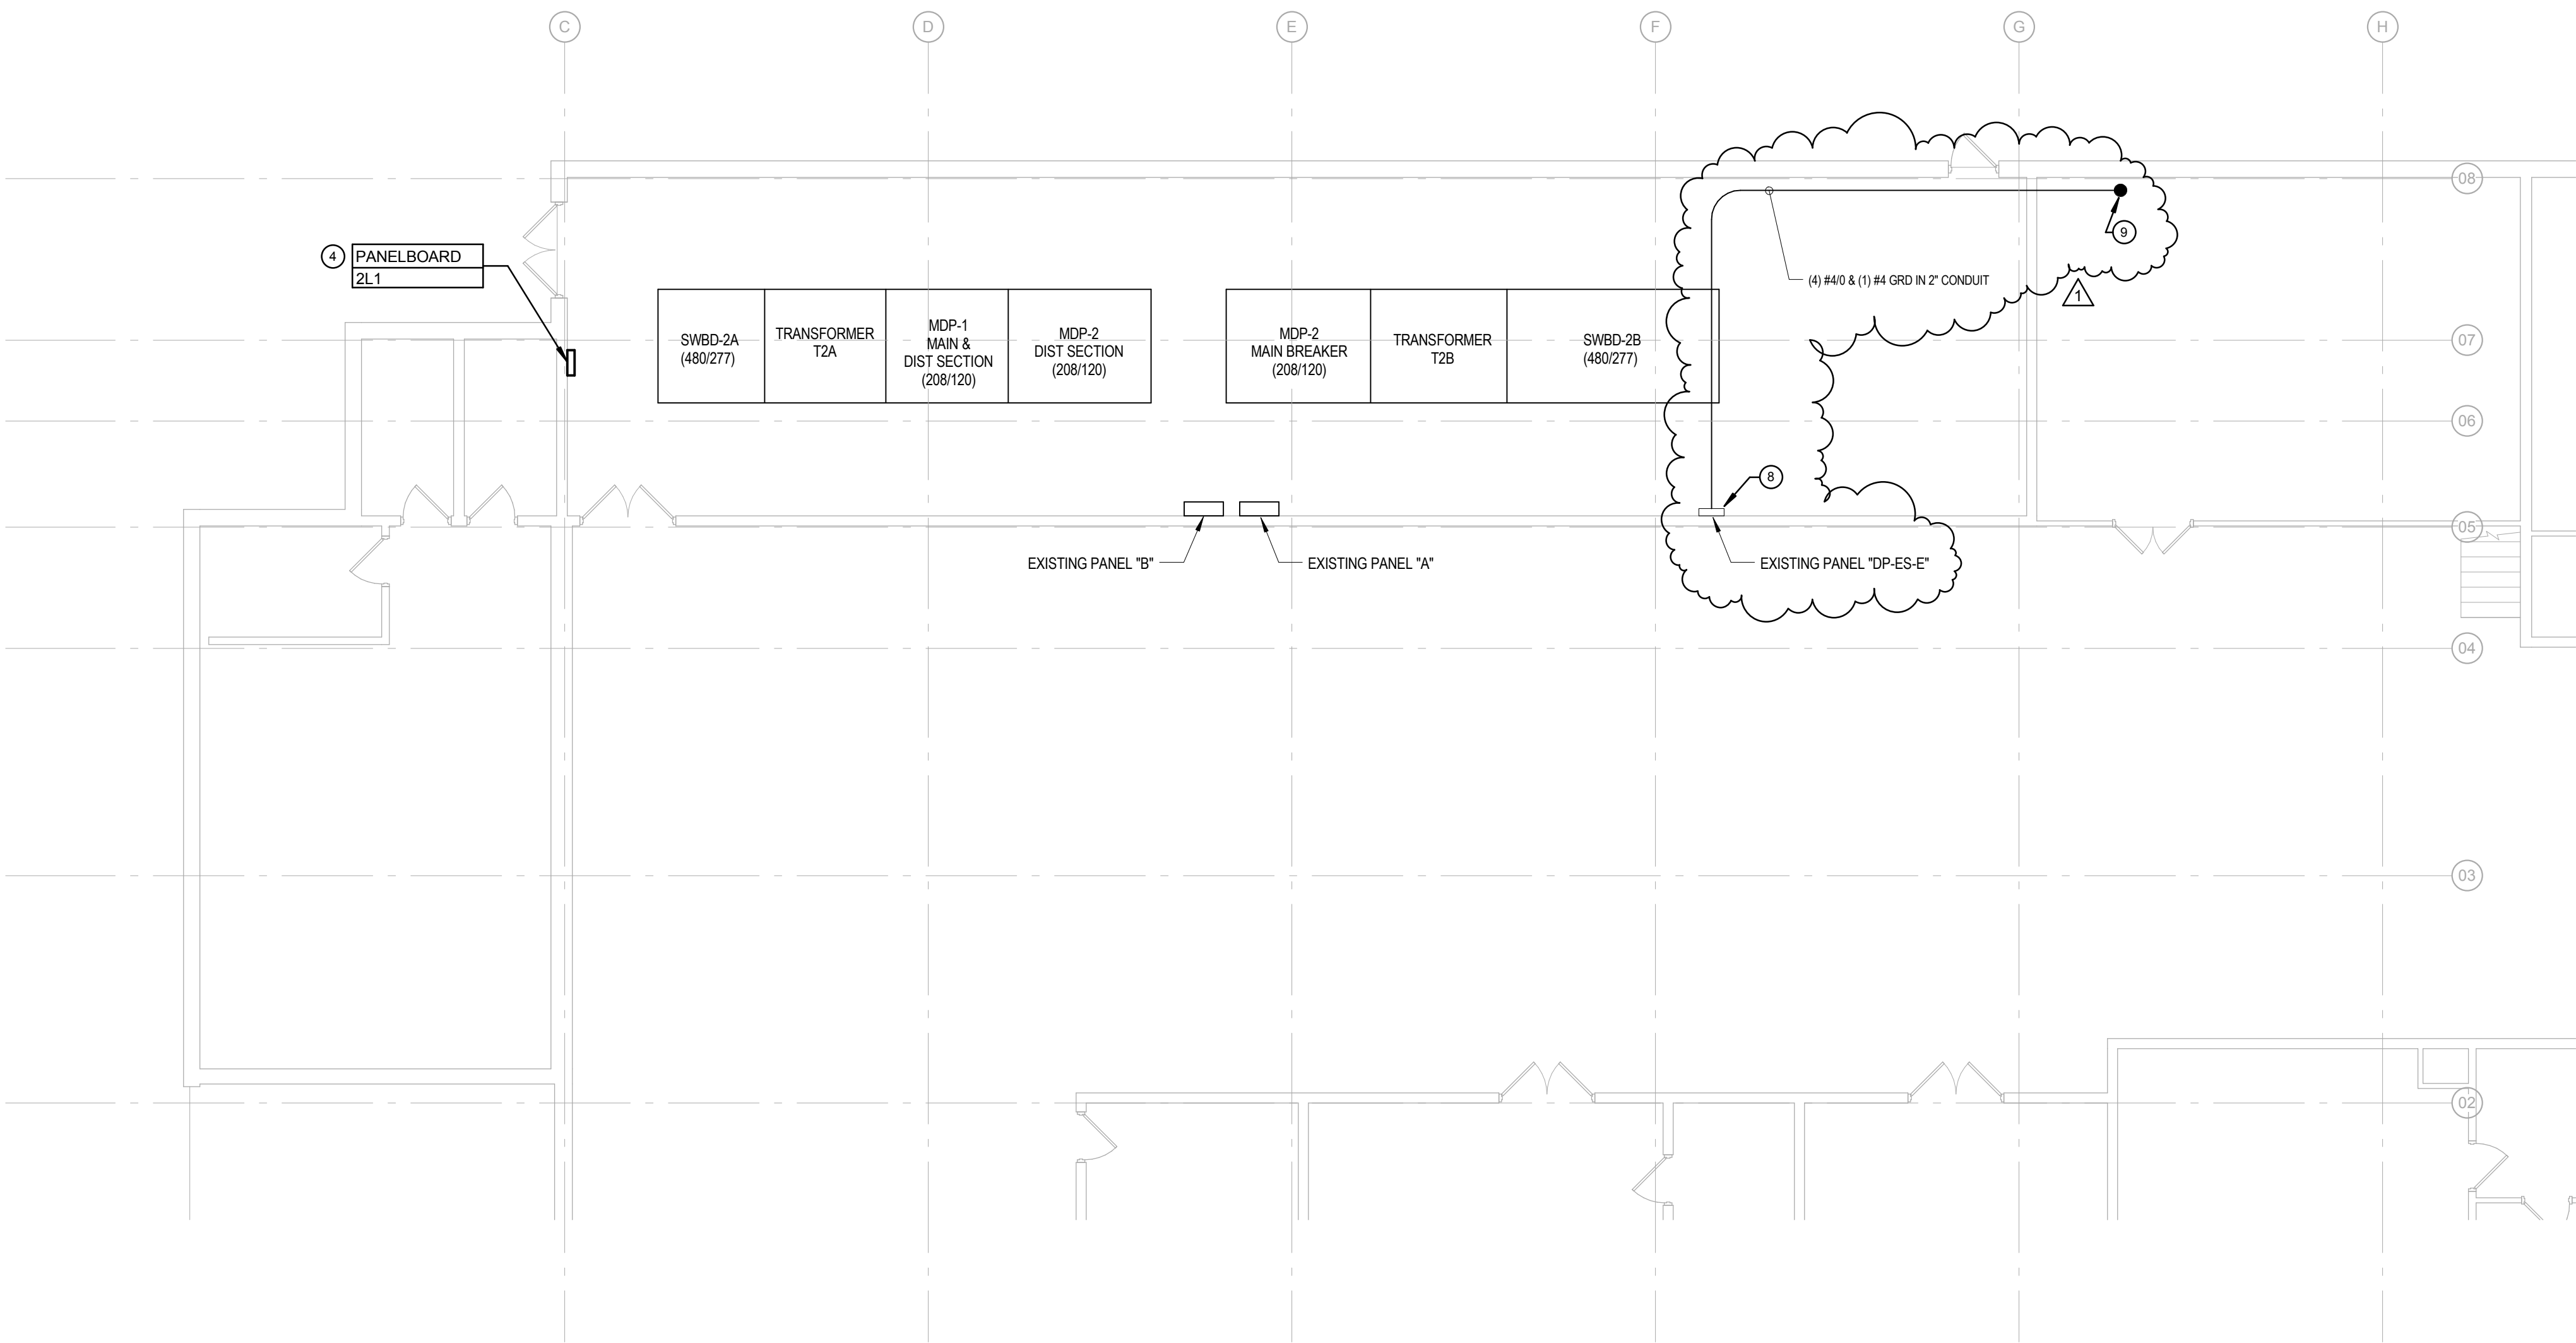 C
D
E
F
G
H
08
9
4
PANELBOARD
2L1
(4) #4/0 & (1) #4 GRD IN 2" CONDUIT
1
SWBD-2A
(480/277)
TRANSFORMER
T2A
MDP-1
MAIN &
DIST SECTION
(208/120)
MDP-2
DIST SECTION
(208/120)
MDP-2
MAIN BREAKER
(208/120)
TRANSFORMER
T2B
SWBD-2B
(480/277)
07
06
8
05
EXISTING PANEL "B"
EXISTING PANEL "A"
EXISTING PANEL "DP-ES-E"
04
03
02